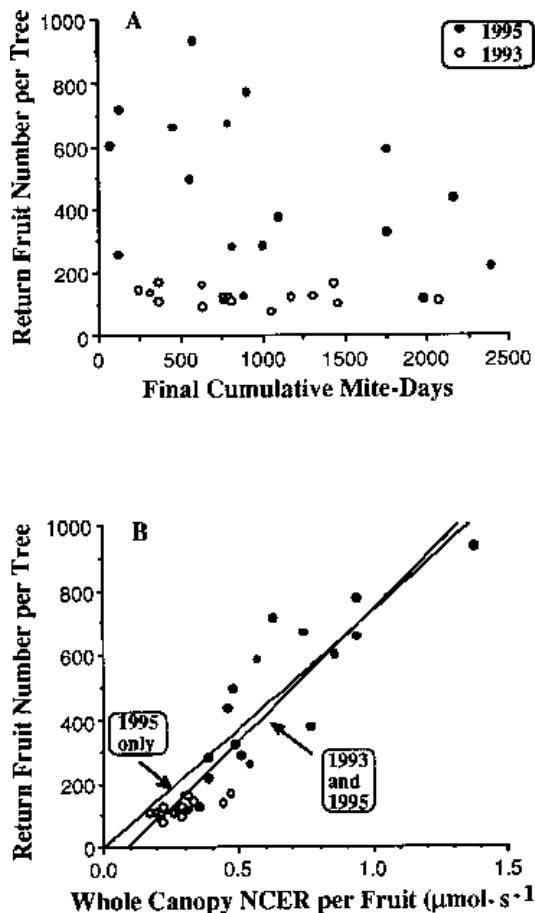 A
1995
1993
Return Fruit Number per Tree
1000
800
600
400
200
0
0 500 1000 1500 2000 2500
Final Cumulative Mite-Days
B
Return Fruit Number per Tree
1000
800
600
400
200
0
1995
only
1993
and
1995
0.0 0.5 1.0 1.5
Whole Canopy NCER per Fruit (µmol· s-1